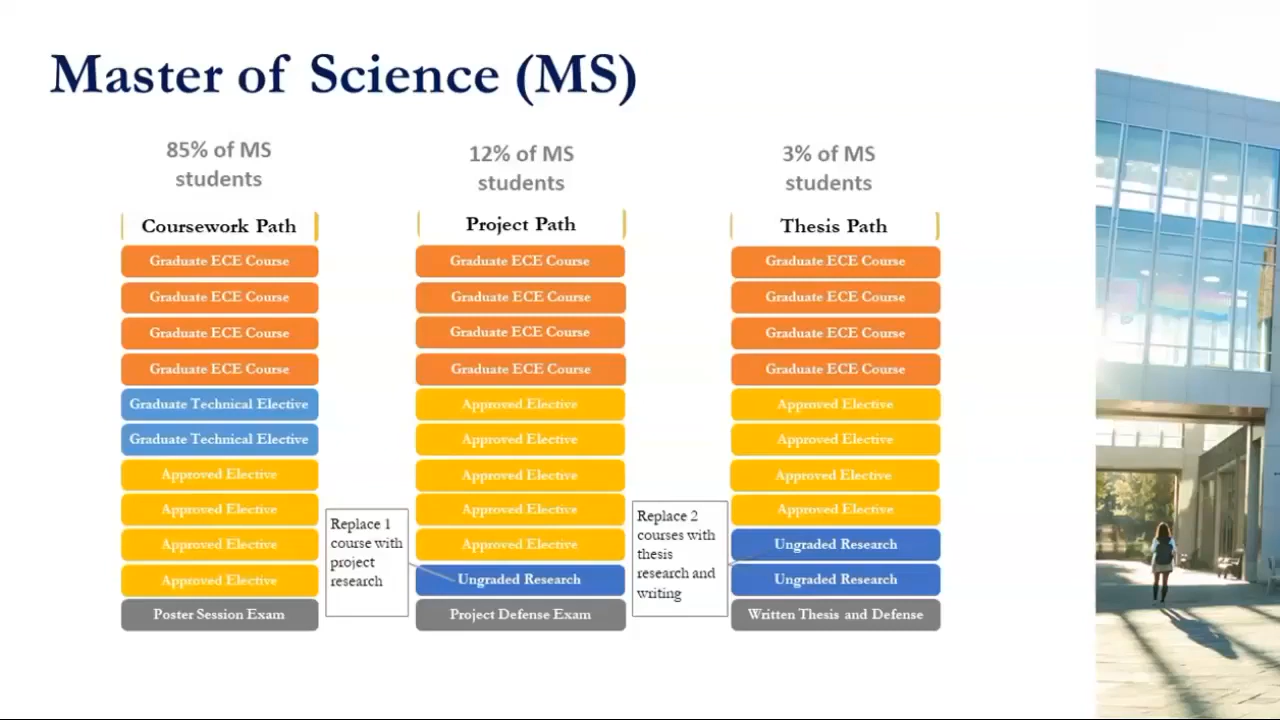 Master of Science (MS)
85% of MS
students
Coursework Path
Graduate ECE Course
Graduate ECE Course
Graduate ECE Course
Graduate ECE Course
Graduate Technical Elective
Graduate Technical Elective
Approved Elective
Approved Elective
Approved Elective
Approved Elective
Poster Session Exam
Replace 1
course with
project
research
12% of MS
students
Project Path
Graduate ECE Course
Graduate ECE Course
Graduate ECE Course
Graduate ECE Course
Approved Elective
Approved Elective
Approved Elective
Approved Elective
Approved Elective
Ungraded Research
Project Defense Exam
Replace 2
courses with
thesis
research and
writing
3% of MS
students
Thesis Path
Graduate ECE Course
Graduate ECE Course
Graduate ECE Course
Graduate ECE Course
Approved Elective
Approved Elective
Approved Elective
Approved Elective
Ungraded Research
Ungraded Research
Written Thesis and Defense